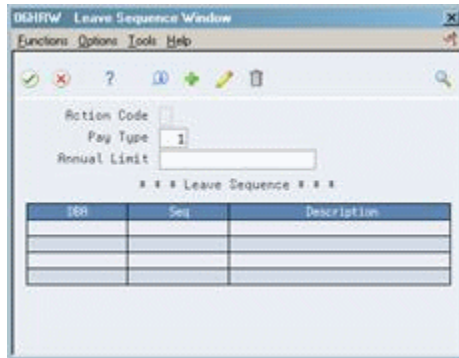 06HRW Leave Sequence Window
Functions Options Tools Help
?
Action Code
Pay Type 1
Annual Limit
* * * Leave Sequence * * *
DBA Seq Description